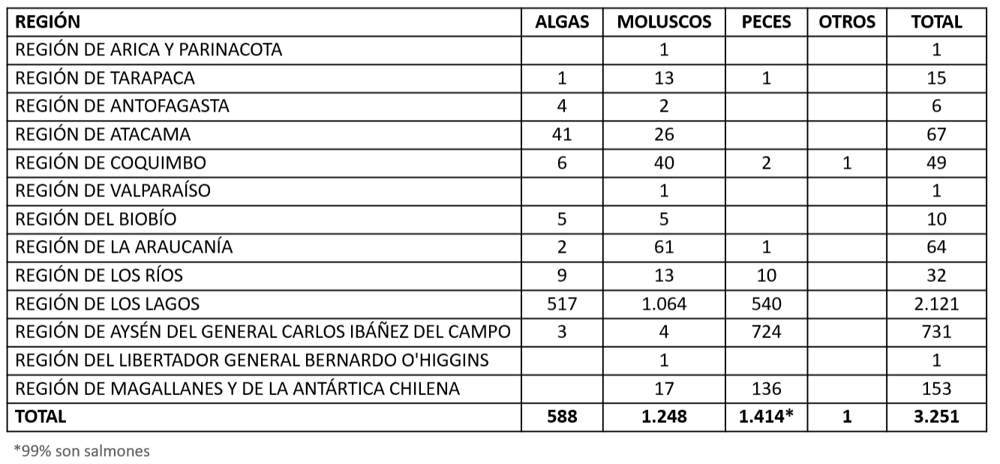 REGIÓN ALGAS MOLUSCOS PECES OTROS TOTAL
REGIÓN DE ARICA Y PARINACOTA 1 1
REGIÓN DE TARAPACA 1 13 1 15
REGIÓN DE ANTOFAGASTA 4 2 6
REGIÓN DE ATACAMA 41 26 67
REGIÓN DE COQUIMBO 6 40 2 1 49
REGIÓN DE VALPARAÍSO 1 1
REGIÓN DEL BIOBÍO 5 5 10
REGIÓN DE LA ARAUCANÍA 2 61 1 64
REGIÓN DE LOS RÍOS 9 13 10 32
REGIÓN DE LOS LAGOS 517 1.064 540 2.121
REGIÓN DE AYSÉN DEL GENERAL CARLOS IBÁÑEZ DEL CAMPO 3 4 724 731
REGIÓN DEL LIBERTADOR GENERAL BERNARDO O'HIGGINS 1 1
REGIÓN DE MAGALLANES Y DE LA ANTÁRTICA CHILENA 17 136 153
TOTAL 588 1.248 1.414* 1 3.251
*99% son salmones